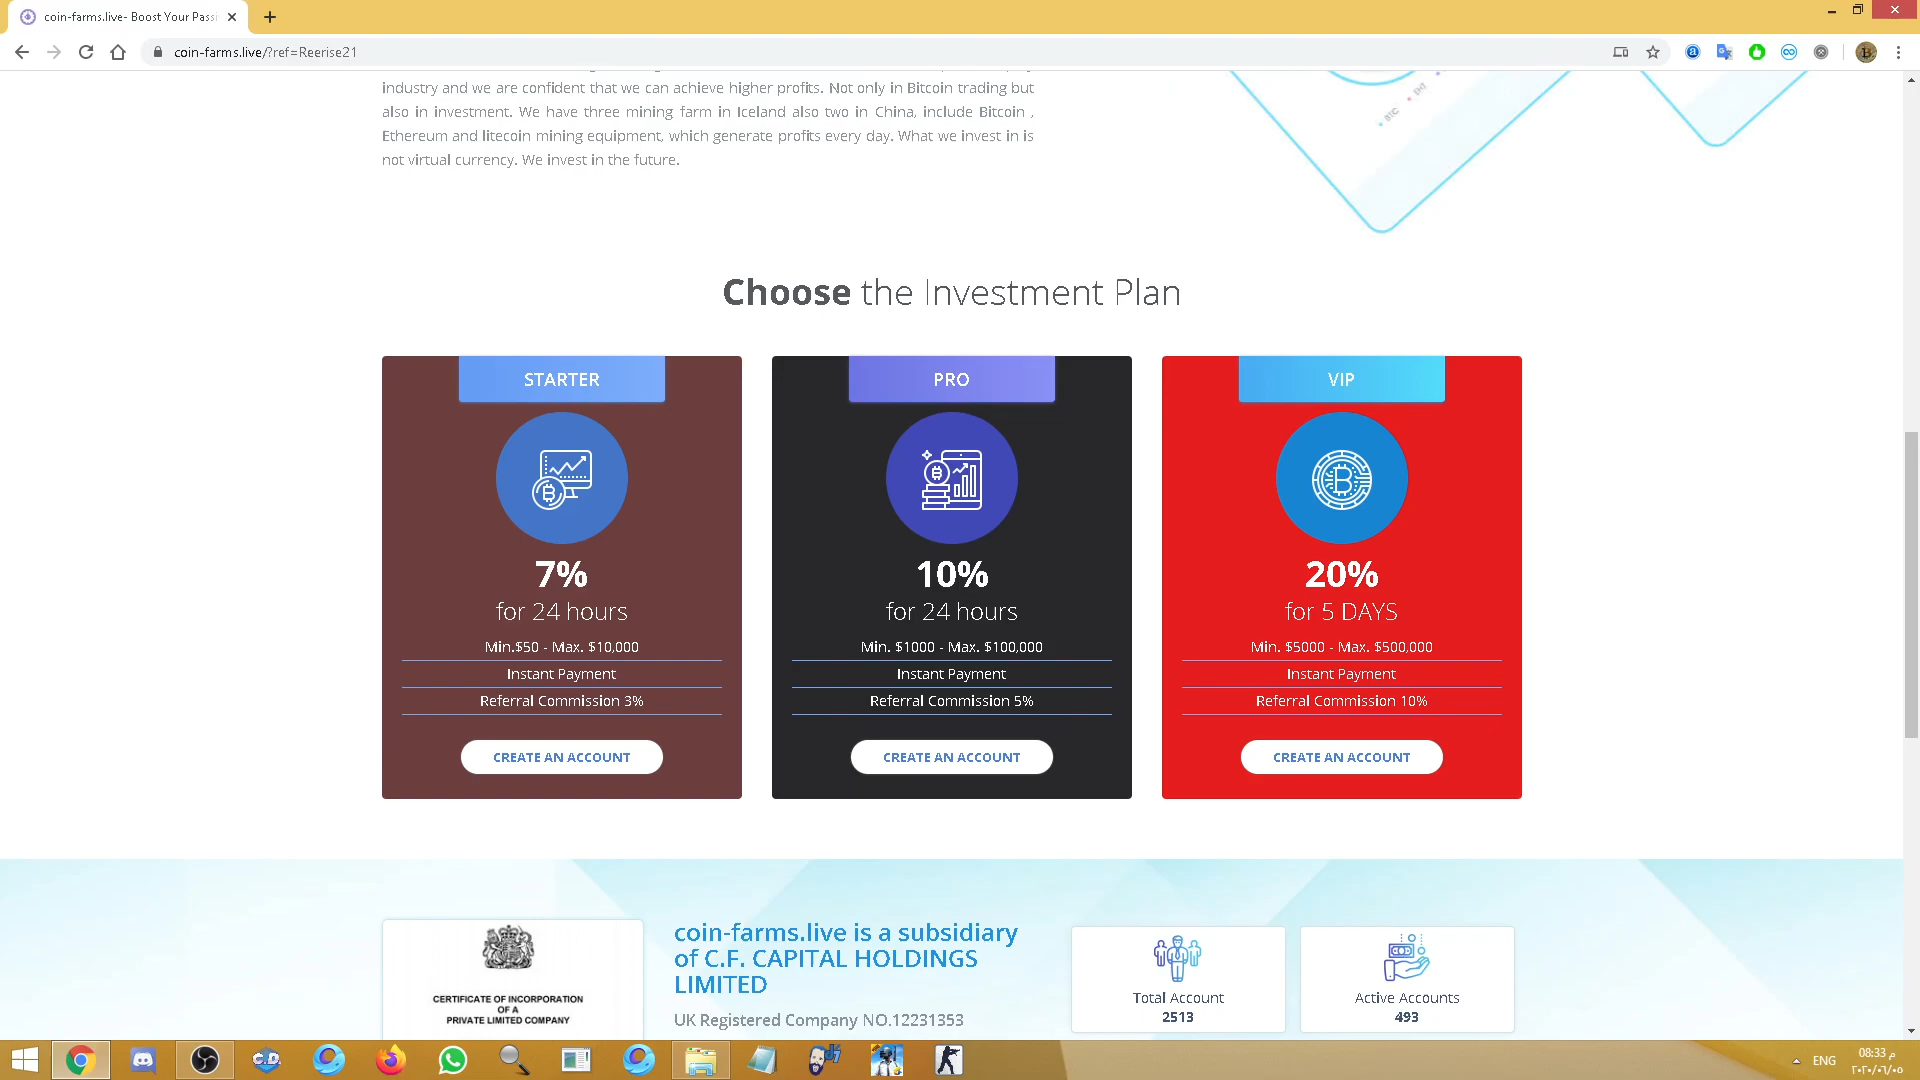 coin-farms.live- Boost Your Passi
coin-farms.live/?ref=Reerise21
industry and we are confident that we can achieve higher profits. Not only in Bitcoin trading but
also in investment. We have three mining farm in Iceland also two in China, include Bitcoin ,
Ethereum and litecoin mining equipment, which generate profits every day. What we invest in is
not virtual currency. We invest in the future.
BTC
ETH
Choose the Investment Plan
STARTER
7%
for 24 hours
Min.$50 - Max. $10,000
Instant Payment
Referral Commission 3%
CREATE AN ACCOUNT
PRO
10%
for 24 hours
Min. $1000 - Max. $100,000
Instant Payment
Referral Commission 5%
CREATE AN ACCOUNT
VIP
20%
for 5 DAYS
Min. $5000 - Max. $500,000
Instant Payment
Referral Commission 10%
CREATE AN ACCOUNT
CERTIFICATE OF INCORPORATION
OF A
PRIVATE LIMITED COMPANY
coin-farms.live is a subsidiary
of C.F. CAPITAL HOLDINGS
LIMITED
UK Registered Company NO.12231353
Total Account
2513
Active Accounts
493
C.D.
ENG
08:33 م
٢٠٢٠/٠٦/٠٥